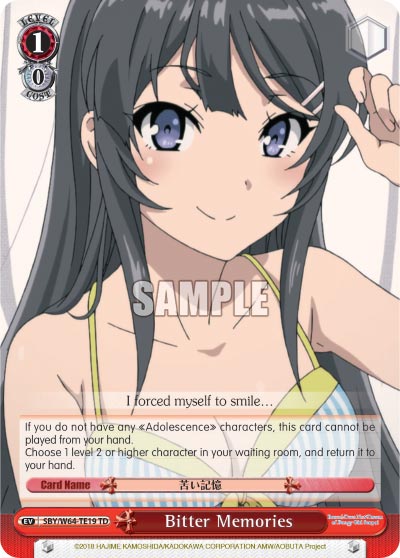 LEVEL
1
0
COST
SAMPLE
I forced myself to smile…
If you do not have any «Adolescence» characters, this card cannot be
played from your hand.
Choose 1 level 2 or higher character in your waiting room, and return it
to your hand.
Card Name 苦い記憶
EV SBY/W64-TE19 TD Bitter Memories
©2018 HAJIME KAMOSHIDA/KADOKAWA CORPORATION AMW/AOBUTA Project